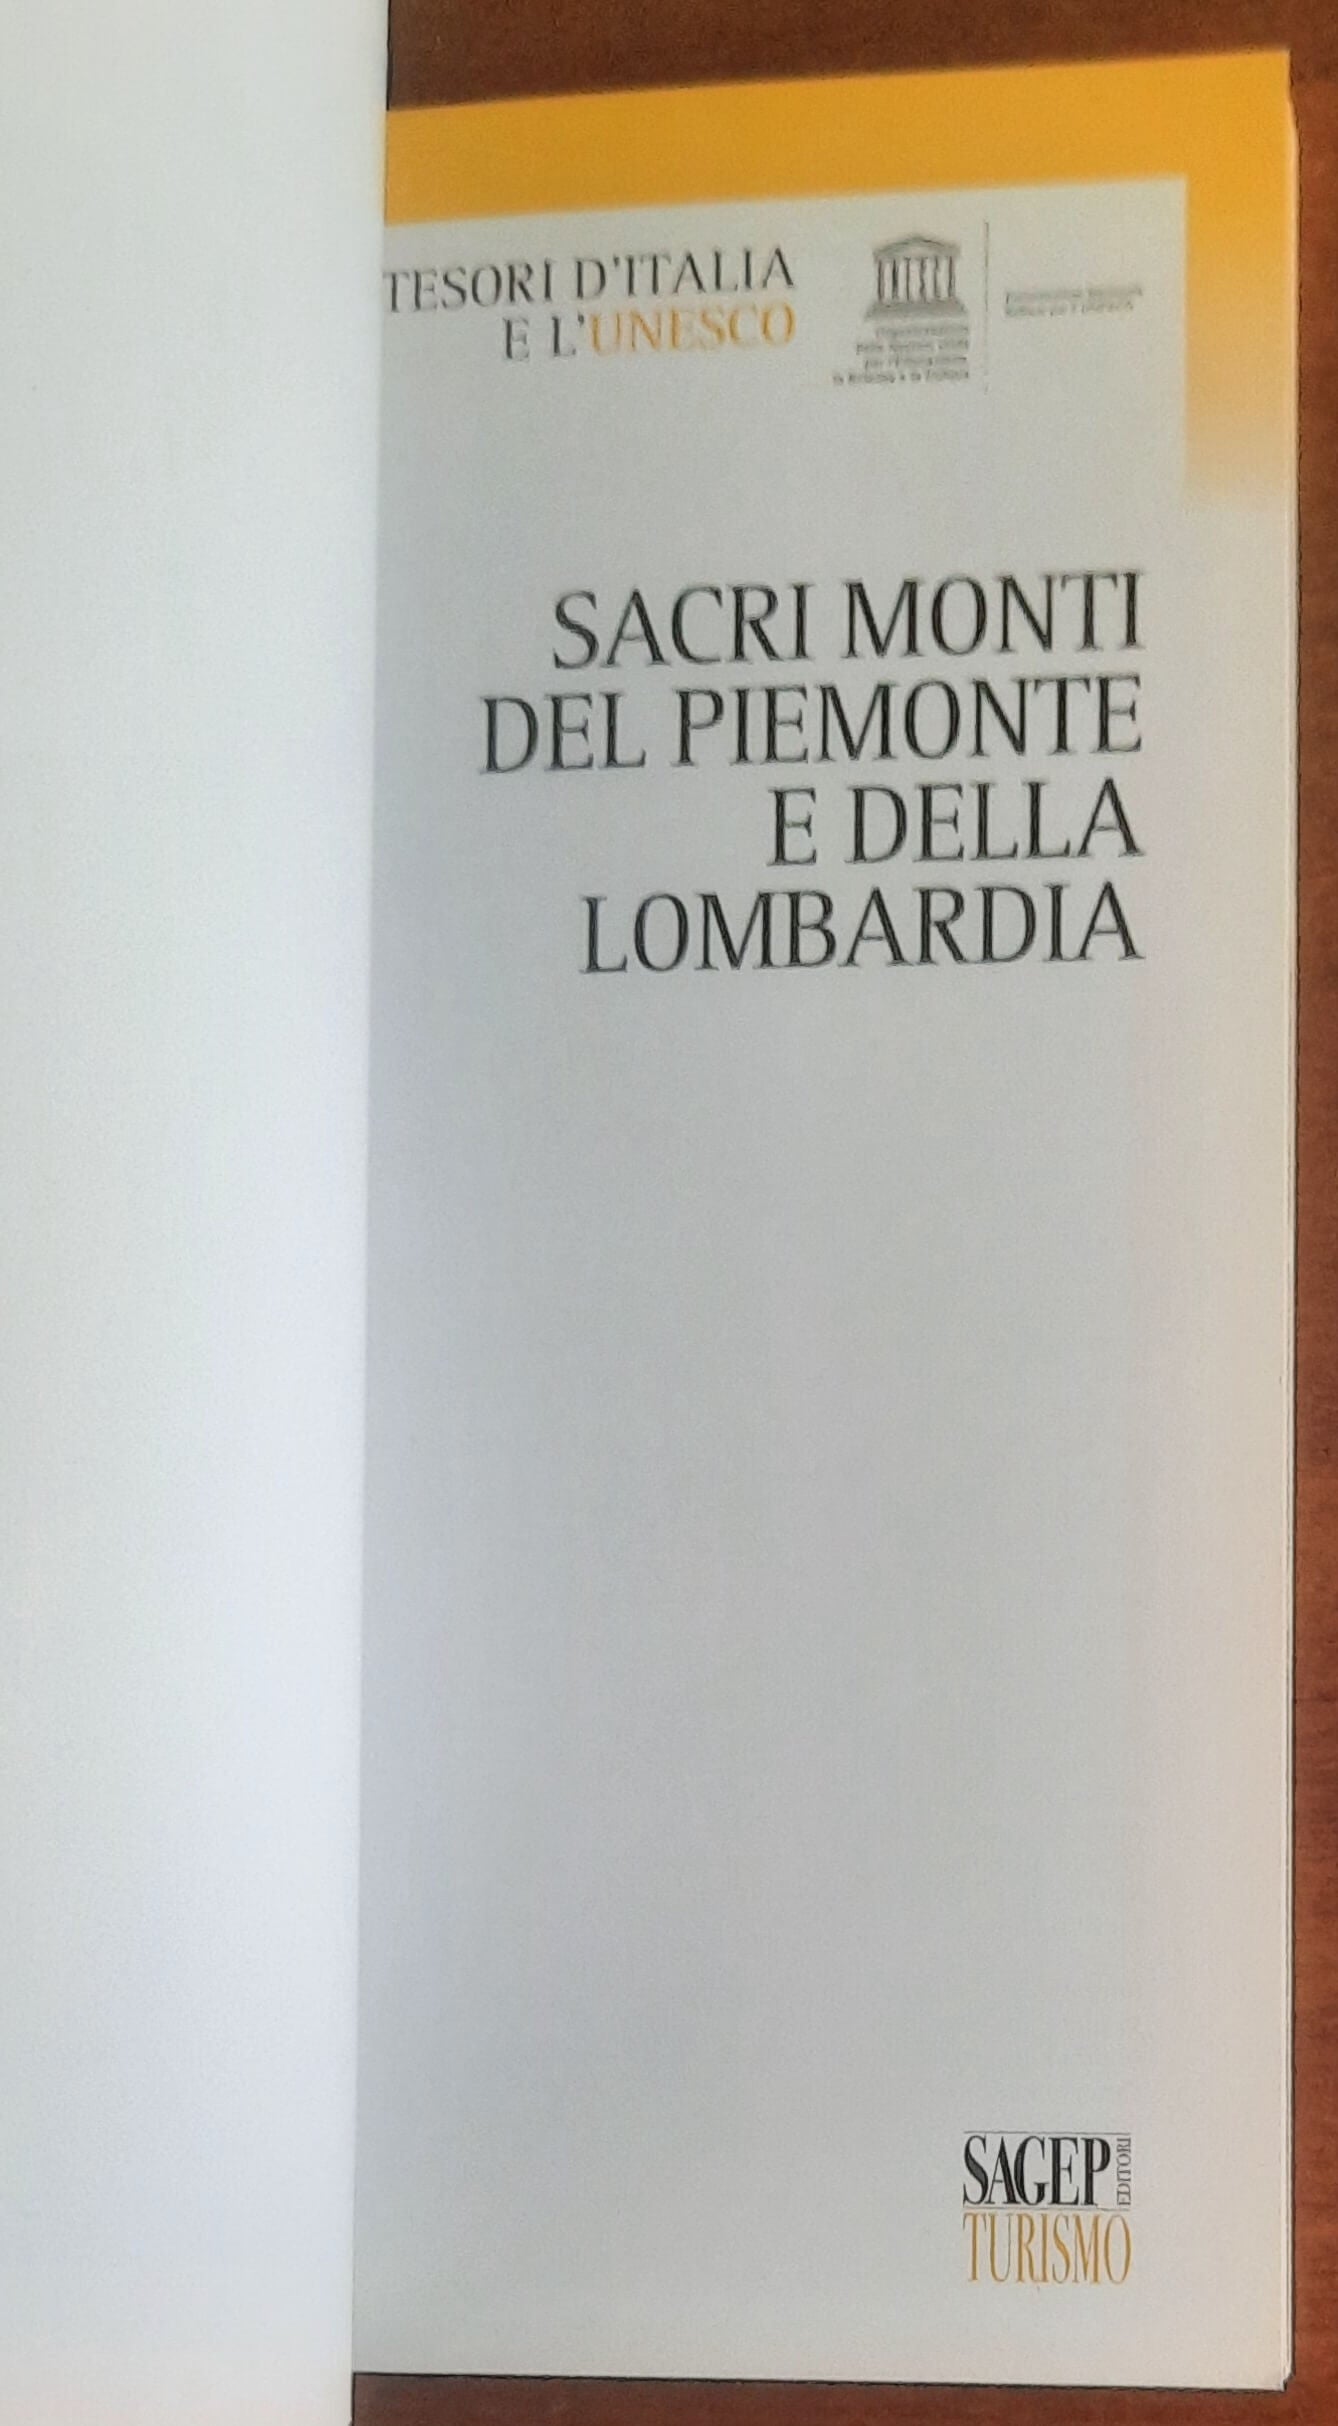 TESORI D'ITALIA
E L'UNESCO
SACRI MONTI
DEL PIEMONTE
E DELLA
LOMBARDIA
SAGEP
EDITORI
TURISMO